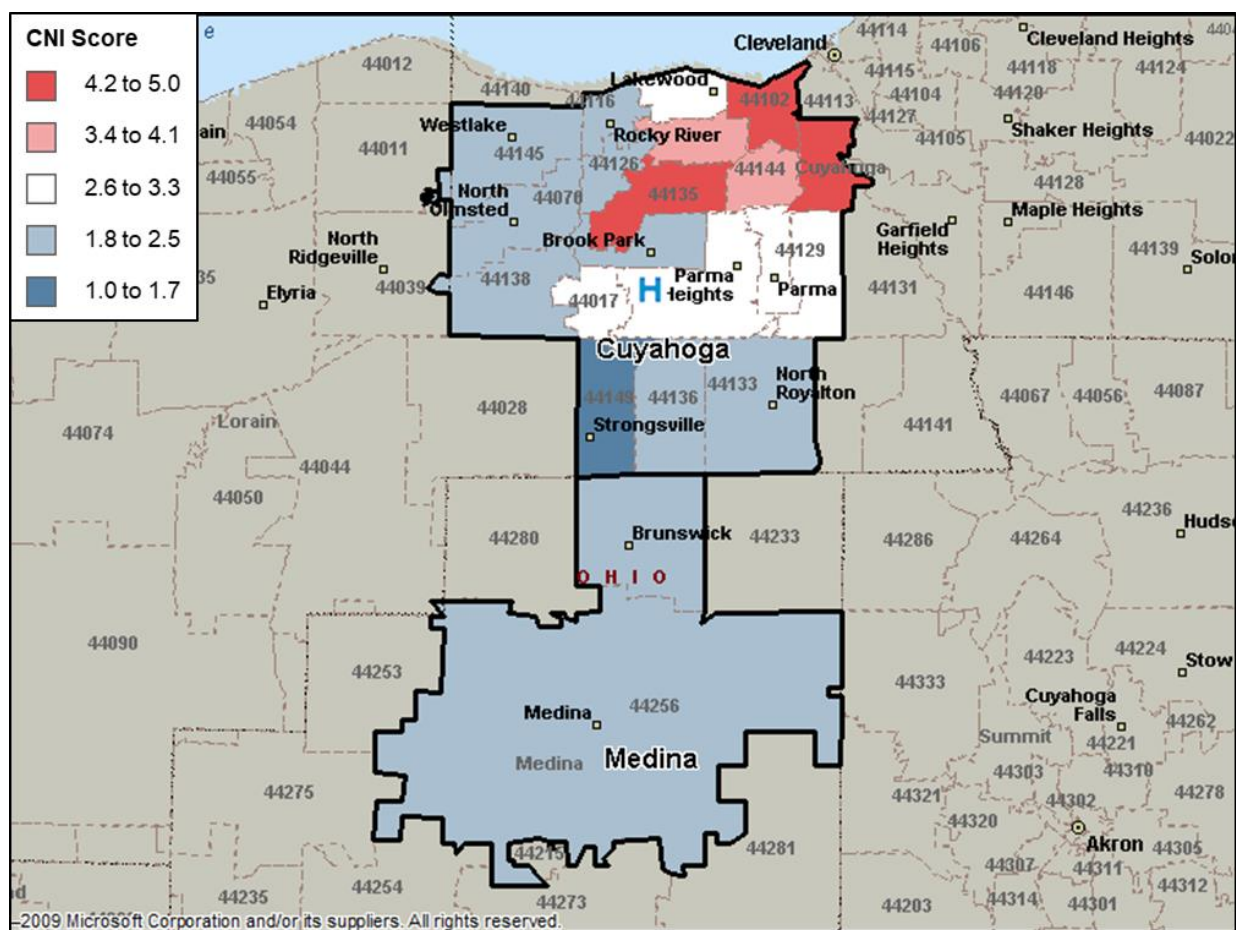 CNI Score
4.2 to 5.0
3.4 to 4.1
2.6 to 3.3
1.8 to 2.5
1.0 to 1.7
e
44114
44106
Cleveland Heights
Cleveland
44012
44115
44118
44124
44140
Lakewood
44102
44113
44104
44120
44116
44127
44054
Westlake
Rocky River
44105
Shaker Heights
44022
ain
44011
44145
44126
44144
Cuyahoga
44055
44128
44070
44135
North
Olmsted
Maple Heights
Brook Park
44129
Garfield
Heights
44139
North
Ridgeville
Solo
35
Elyria
44039
44138
44017
H
Parma
Heights
Parma
44131
44146
Cuyahoga
44149
44136
44133
North
Royalton
44028
44067
44056
44087
44074
Lorain
Strongsville
44141
44044
44050
44236
44280
Brunswick
44233
44286
44264
Huds
OHIO
44090
44253
44223
44224
Stow
44333
Medina
44256
Cuyahoga
Falls
44262
Summit
44221
Medina
Medina
44303
44310
44275
44321
44302
44278
44320
Akron
44215
44281
44305
44307
44311
44235
44254
44273
44203
44314
44301
44312
–2009 Microsoft Corporation and/or its suppliers. All rights reserved.